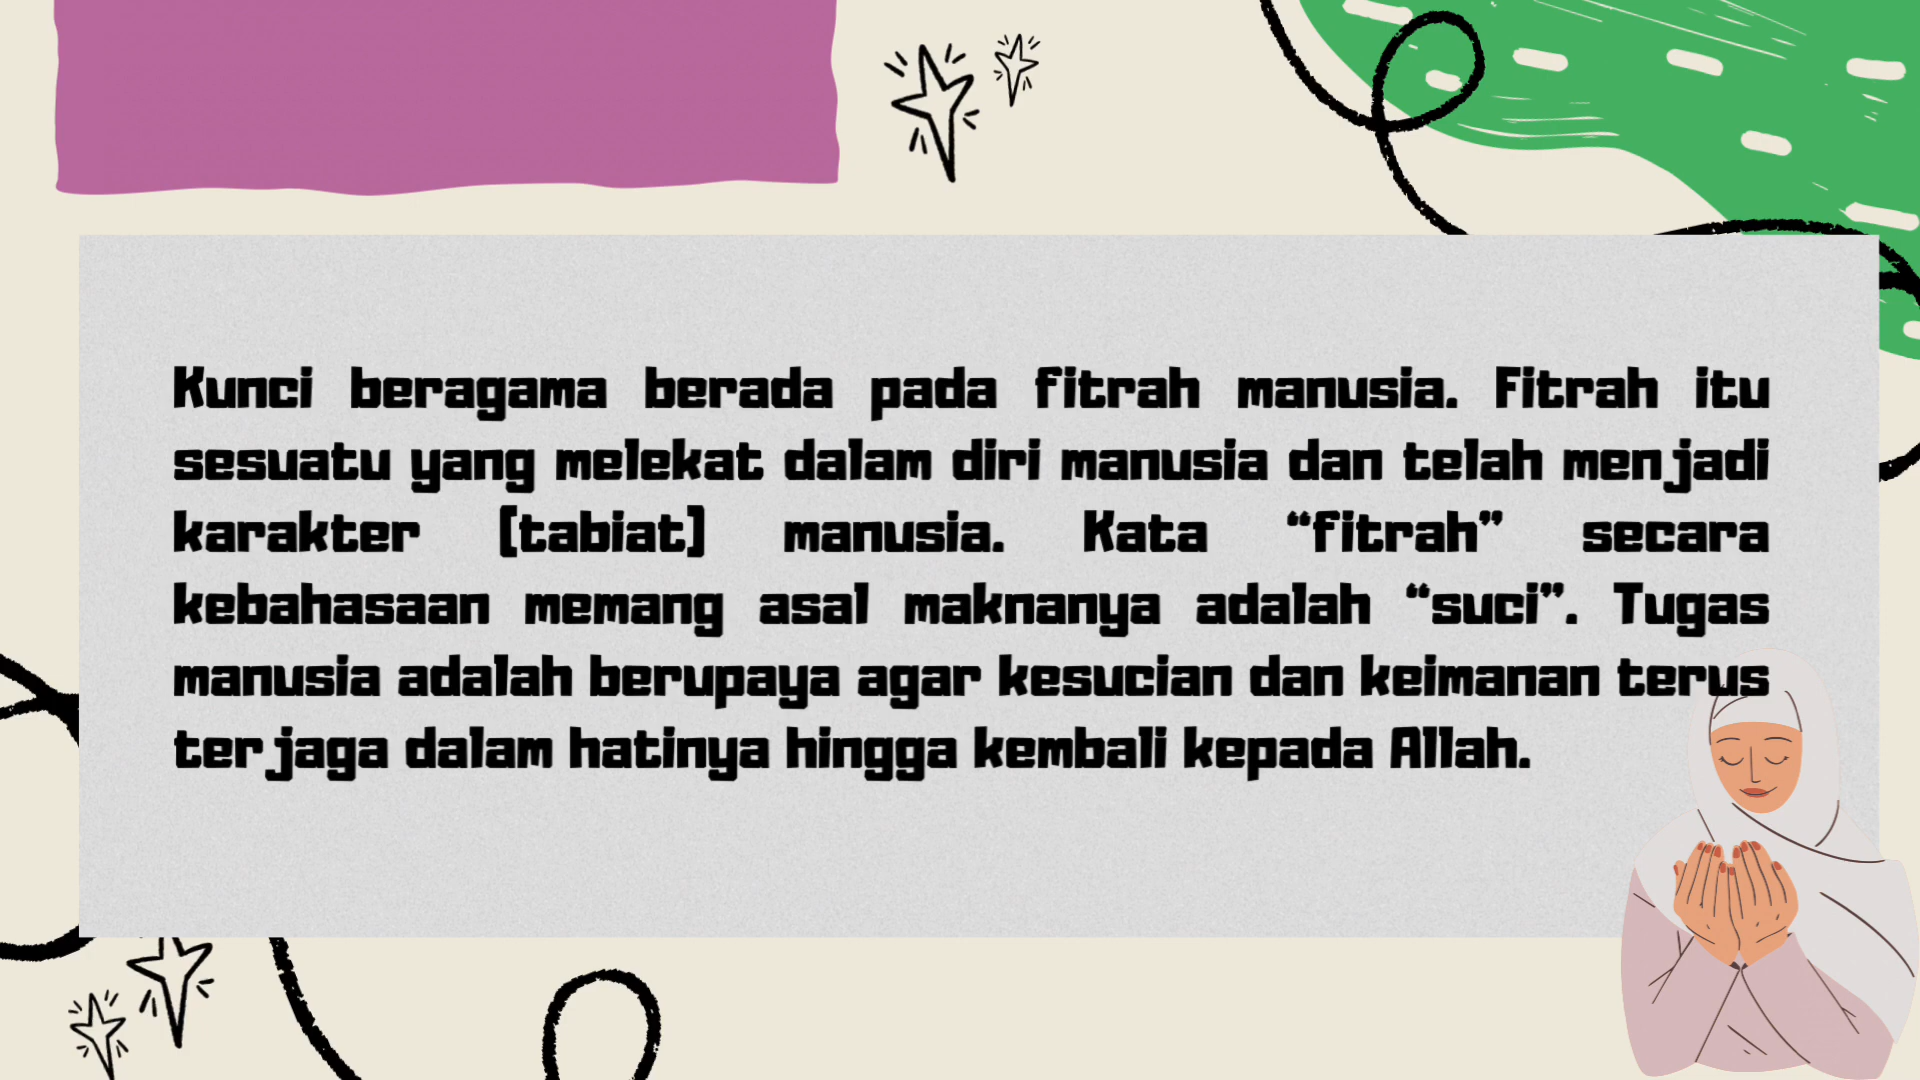 Kunci beragama berada pada fitrah manusia. Fitrah itu
sesuatu yang melekat dalam diri manusia dan telah menjadi
karakter [tabiat] manusia. Kata “fitrah” secara
kebahasaan memang asal maknanya adalah “suci”. Tugas
manusia adalah berupaya agar kesucian dan keimanan terus
terjaga dalam hatinya hingga kembali kepada Allah.